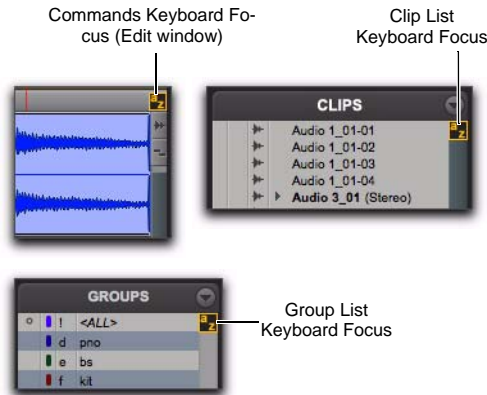 Commands Keyboard Fo-
cus (Edit window)
Clip List
Keyboard Focus
a z
CLIPS
a z
Audio 1_01-01
Audio 1_01-02
Audio 1_01-03
Audio 1_01-04
Audio 3_01 (Stereo)
GROUPS
! <ALL>
a z
d pno
e bs
f kit
Group List
Keyboard Focus